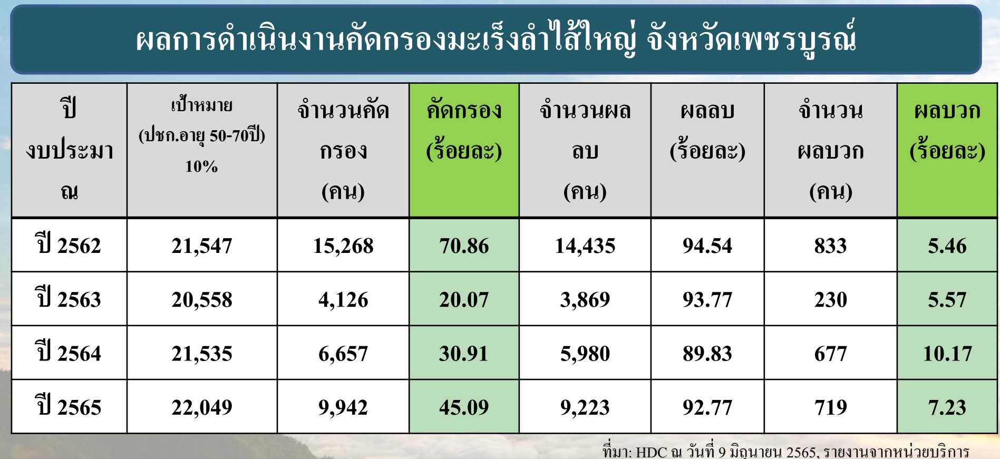 ผลการดำเนินงานคัดกรองมะเร็งลำไส้ใหญ่ จังหวัดเพชรบูรณ์
ปี
งบประมา
ณ
เป้าหมาย
(ปชก.อายุ 50-70ปี)
10%
จำนวนคัด
กรอง
(คน)
คัดกรอง
(ร้อยละ)
จำนวนผล
ลบ
(คน)
ผลลบ
(ร้อยละ)
จำนวน
ผลบวก
(คน)
ผลบวก
(ร้อยละ)
ปี 2562 21,547 15,268 70.86 14,435 94.54 833 5.46
ปี 2563 20,558 4,126 20.07 3,869 93.77 230 5.57
ปี 2564 21,535 6,657 30.91 5,980 89.83 677 10.17
ปี 2565 22,049 9,942 45.09 9,223 92.77 719 7.23
ที่มา: HDC ณ วันที่ 9 มิถุนายน 2565, รายงานจากหน่วยบริการ